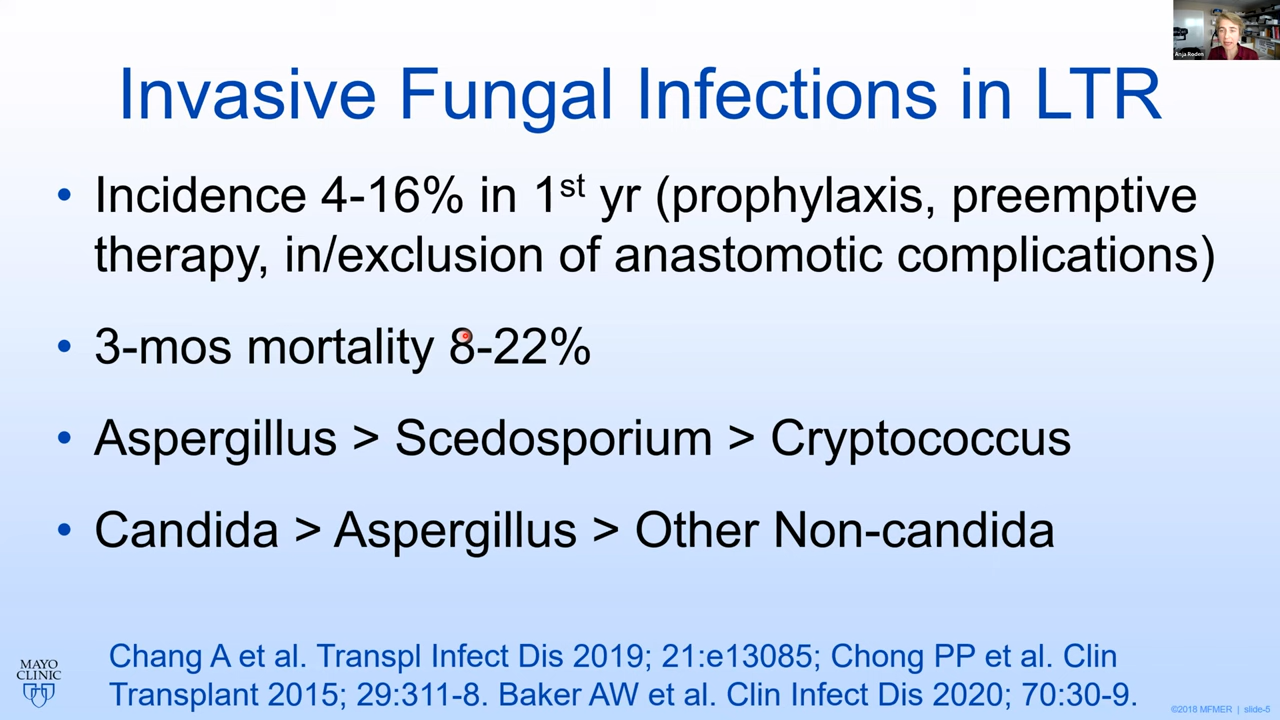 Anja Roden
Invasive Fungal Infections in LTR
• Incidence 4-16% in 1st yr (prophylaxis, preemptive
therapy, in/exclusion of anastomotic complications)
• 3-mos mortality 8-22%
• Aspergillus > Scedosporium > Cryptococcus
• Candida > Aspergillus > Other Non-candida
Chang A et al. Transpl Infect Dis 2019; 21:e13085; Chong PP et al. Clin
Transplant 2015; 29:311-8. Baker AW et al. Clin Infect Dis 2020; 70:30-9.
MAYO
CLINIC
©2018 MFMER | slide-5